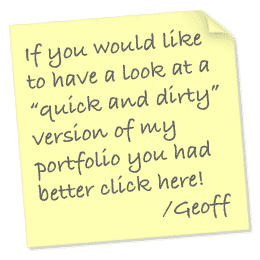 If you would like
to have a look at a
“quick and dirty”
version of my
portfolio you had
better click here!
/Geoff